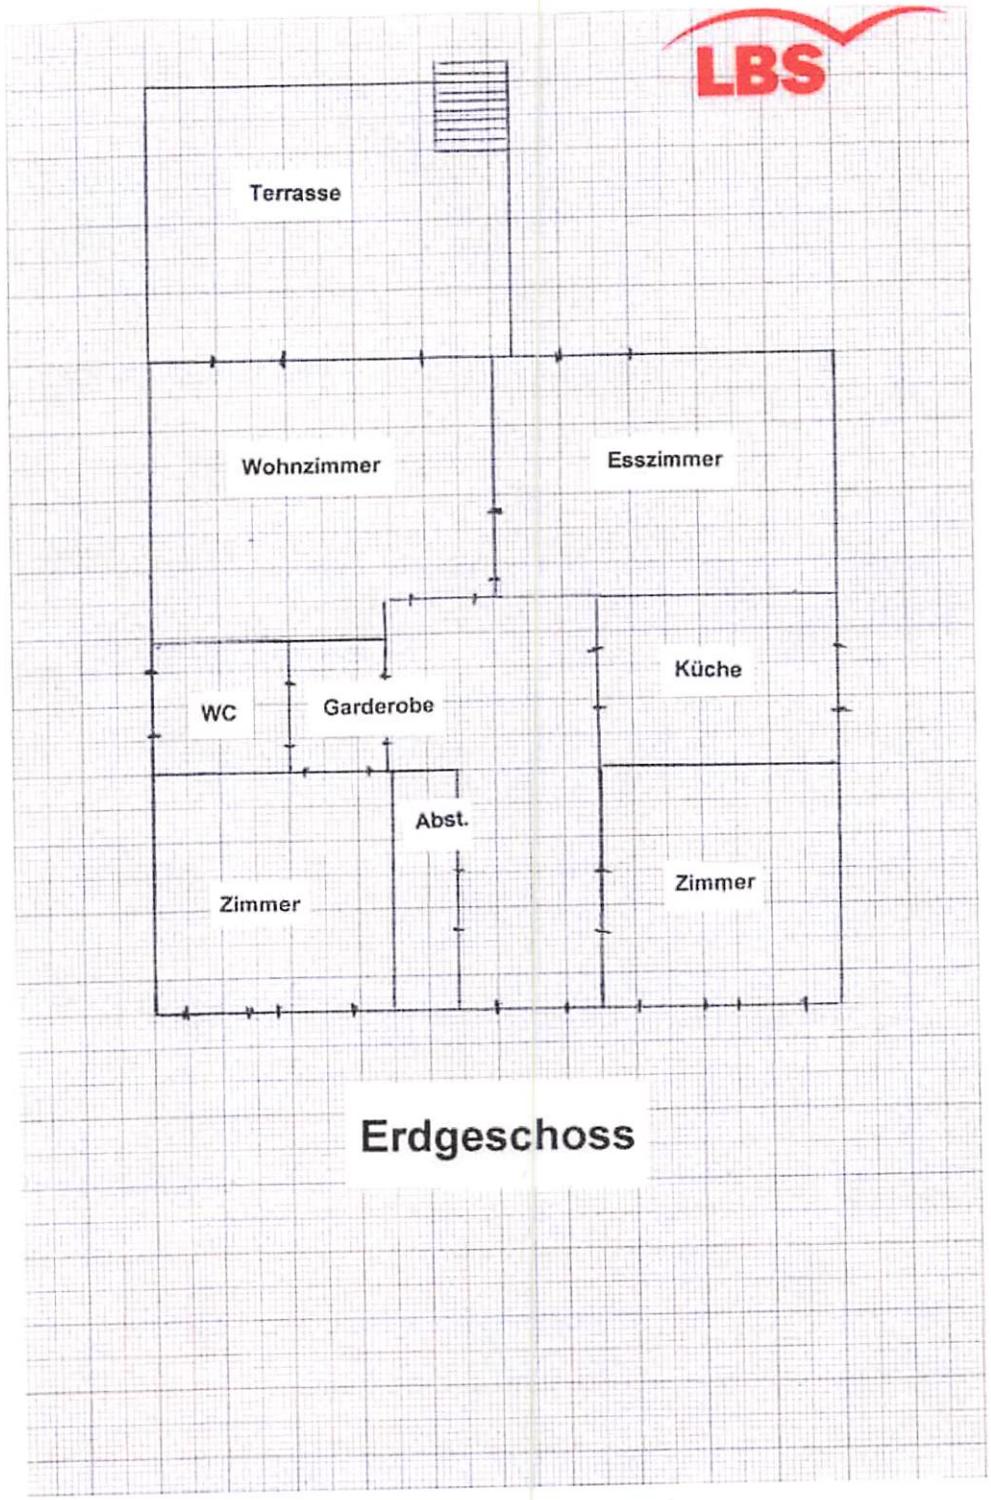 LBS
Terrasse
Wohnzimmer
Esszimmer
Küche
WC
Garderobe
Abst.
Zimmer
Zimmer
Erdgeschoss